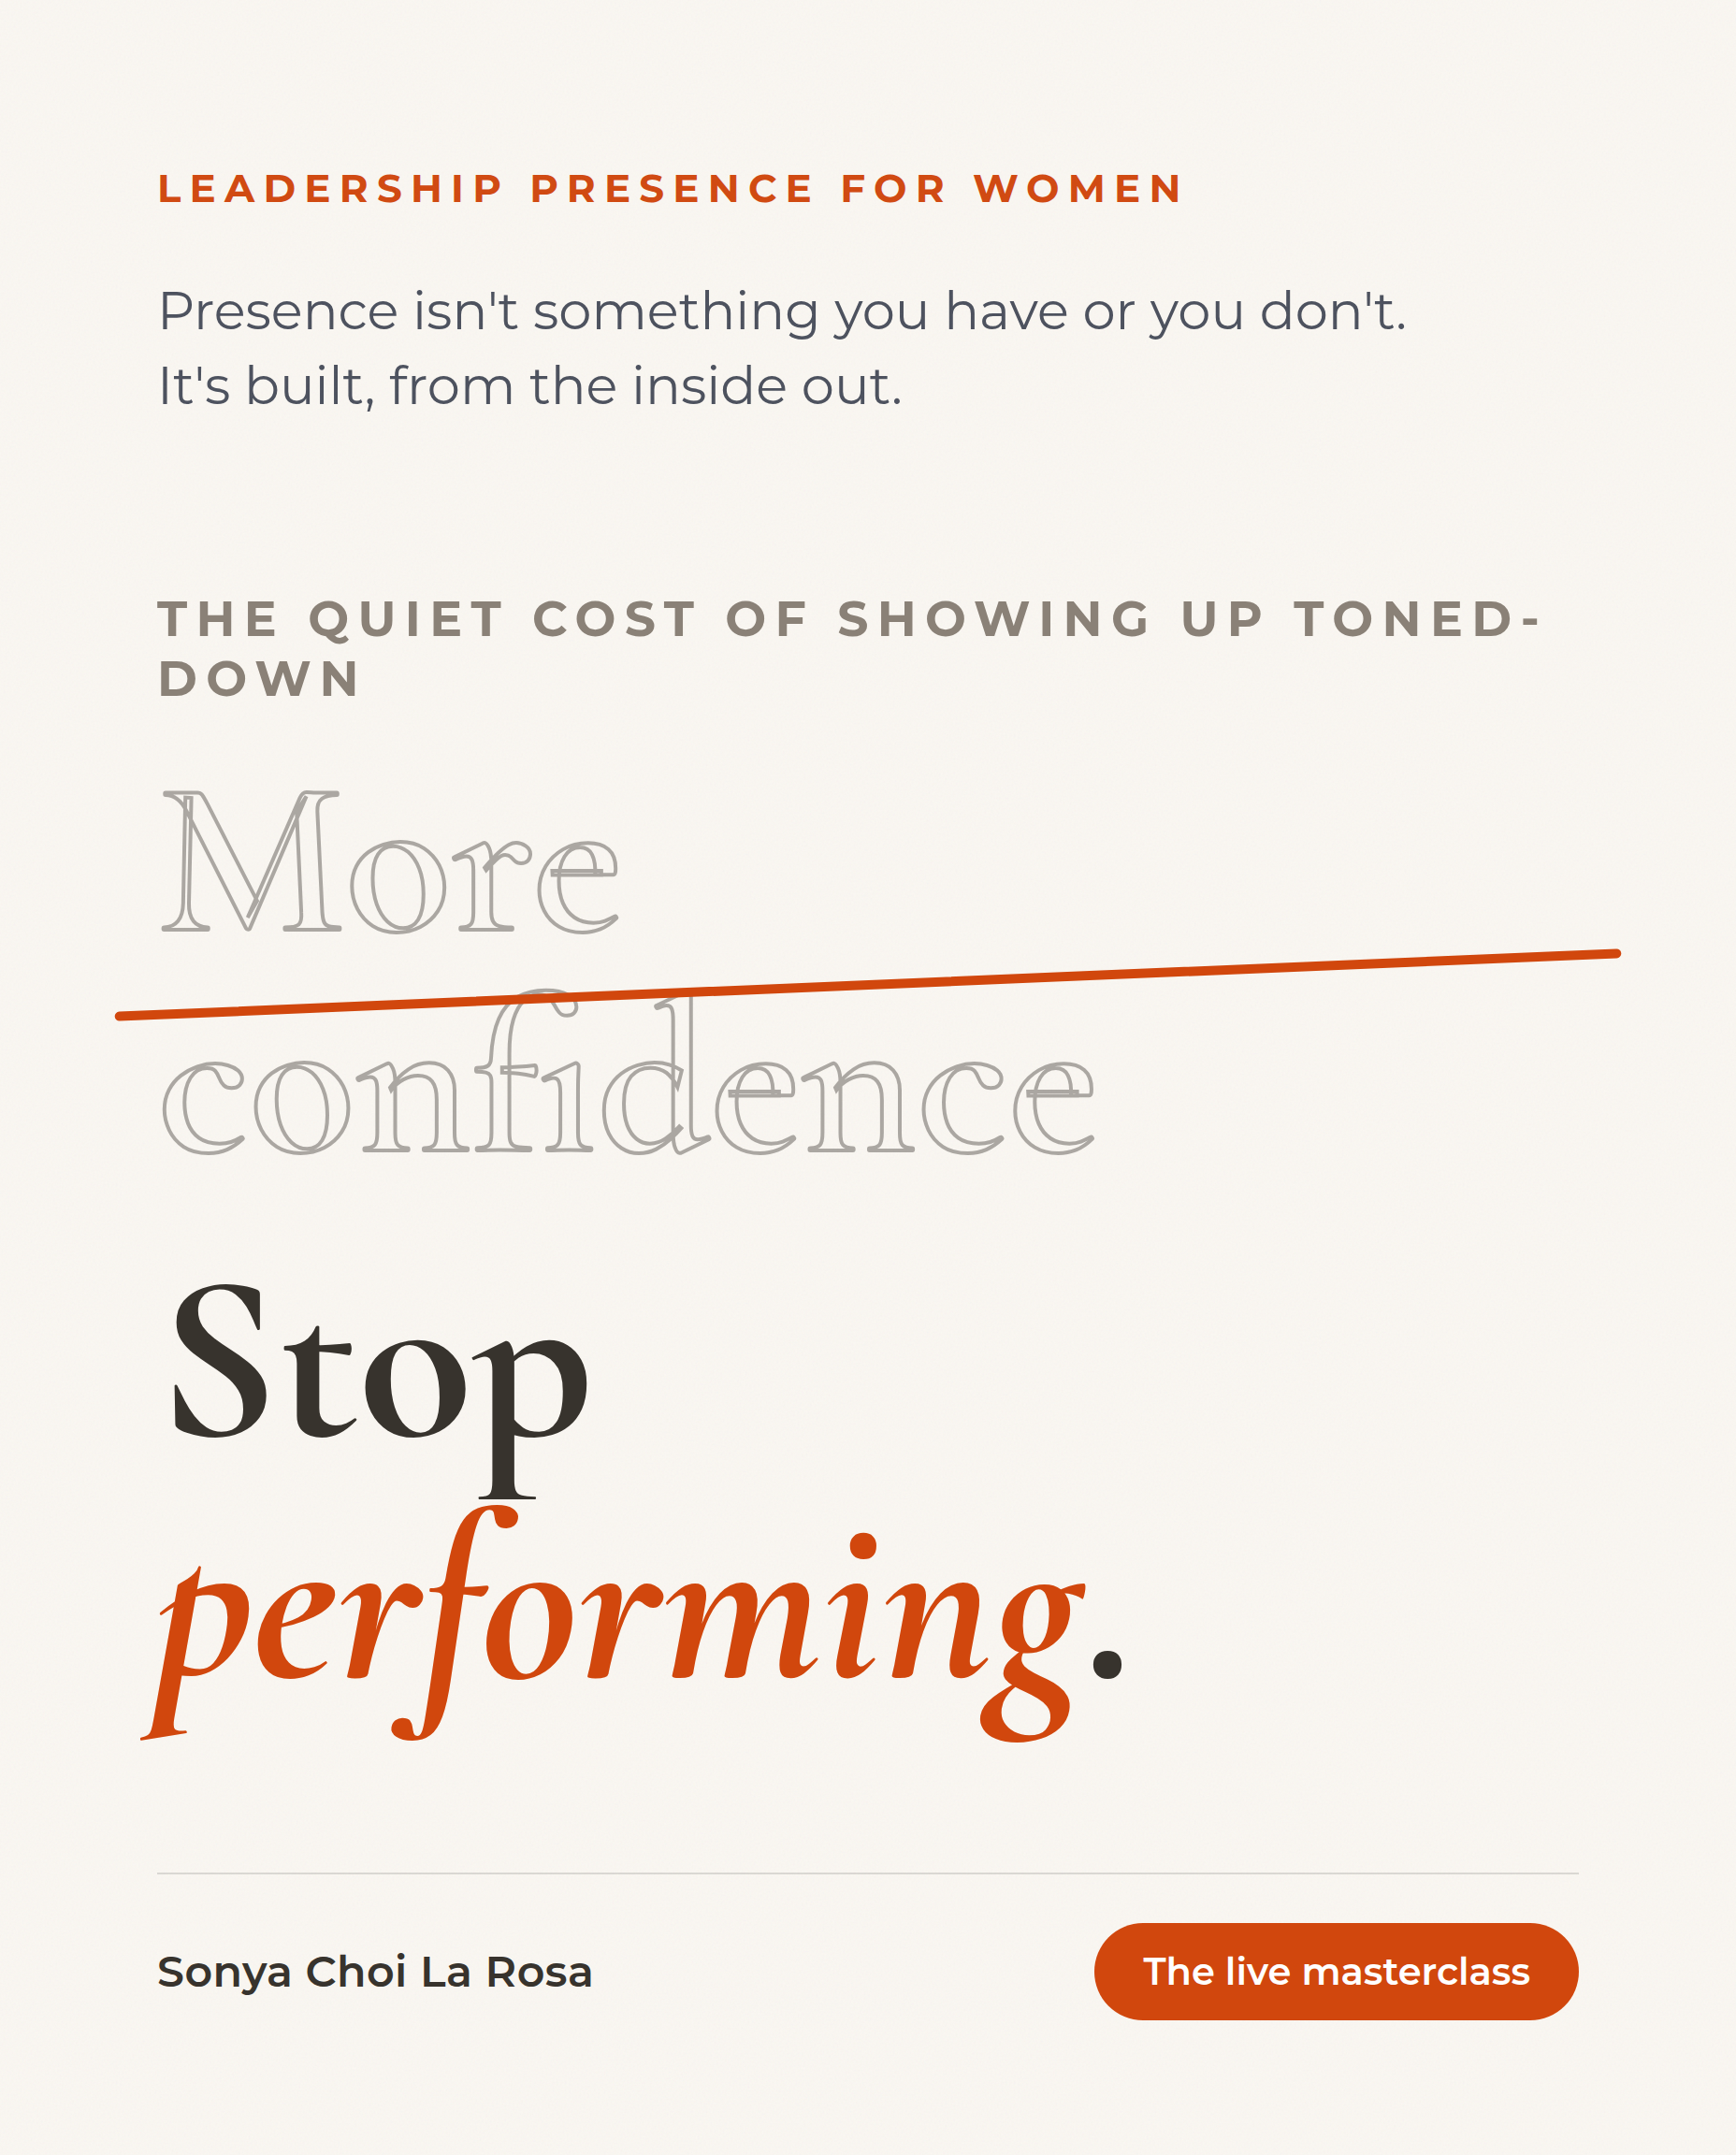 LEADERSHIP PRESENCE FOR WOMEN
Presence isn't something you have or you don't.
It's built, from the inside out.
THE QUIET COST OF SHOWING UP TONED-
DOWN
More
confidence
Stop
performing.
Sonya Choi La Rosa
The live masterclass